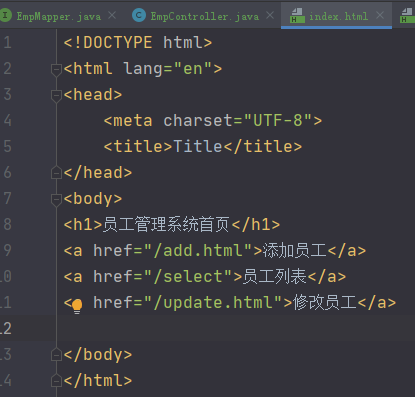 EmpMapper.java EmpController.java index.html
1 <!DOCTYPE html>
2 <html lang="en">
3 <head>
4 <meta charset="UTF-8">
5 <title>Title</title>
6 </head>
7 <body>
8 <h1>员工管理系统首页</h1>
9 <a href="/add.html">添加员工</a>
10 <a href="/select">员工列表</a>
11 < href="/update.html">修改员工</a>
12
13 </body>
14 </html>